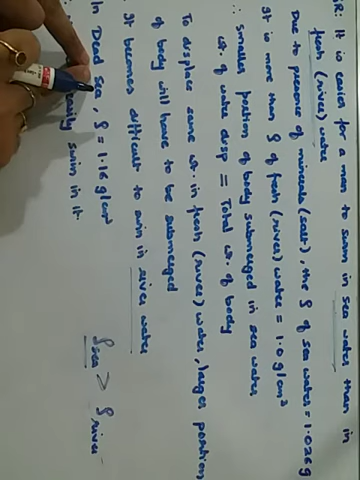 GR: It is easier for a man to swim in sea water than in
fresh (river) water
Due to presence of minerals (salt), the ρ of sea water = 1.026 g
It is more than ρ of fresh (river) water = 1.0 g/cm³
∴ smaller portion of body submerged in sea water
wt. of water disp = Total wt. of body
To displace same wt. in fresh (river) water, larger portion
of body will have to be submerged
∴ It becomes difficult to swim in river water
In Dead sea ρ = 1.16 g/cm³
swim in it.
ρ sea > ρ river